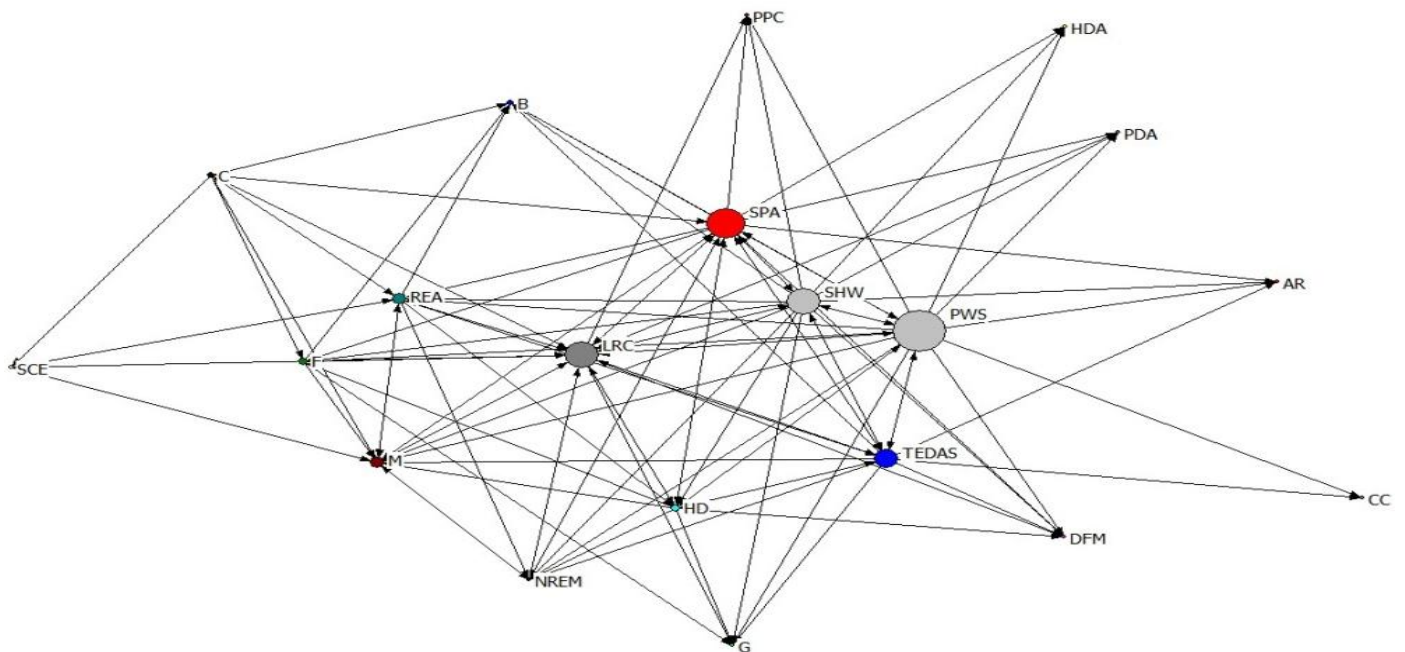 PPC
HDA
B
PDA
C
SPA
AR
SHW
REA
PWS
LRC
F
SCE
TEDAS
M
CC
HD
DFM
NREM
G